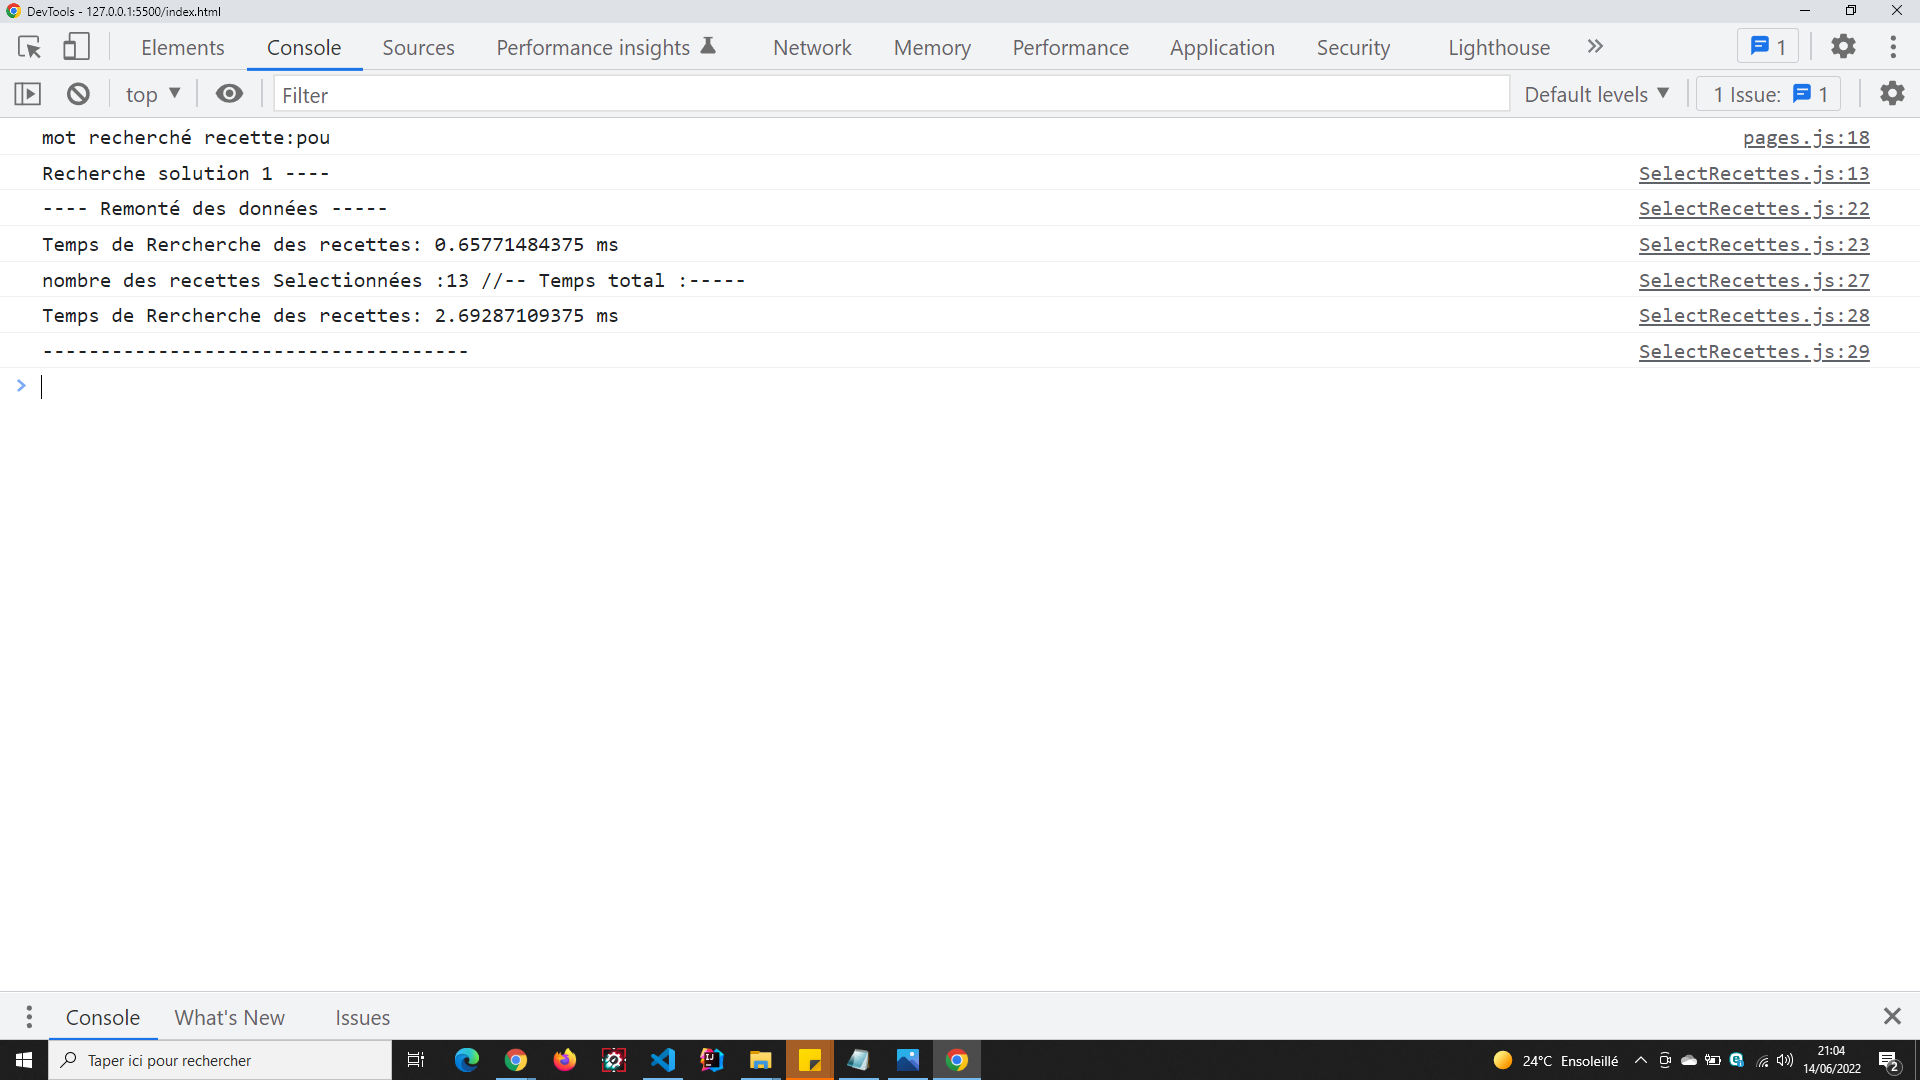 DevTools - 127.0.0.1:5500/index.html
Elements Console Sources Performance insights Network Memory Performance Application Security Lighthouse 1
top Filter Default levels 1 Issue: 1
mot recherché recette:pou pages.js:18
Recherche solution 1 ---- SelectRecettes.js:13
---- Remonté des données ----- SelectRecettes.js:22
Temps de Rercherche des recettes: 0.65771484375 ms SelectRecettes.js:23
nombre des recettes Selectionnées :13 //-- Temps total :----- SelectRecettes.js:27
Temps de Rercherche des recettes: 2.69287109375 ms SelectRecettes.js:28
------------------------------------- SelectRecettes.js:29
Console What's New Issues
Taper ici pour rechercher 24°C Ensoleillé 21:04
14/06/2022 2